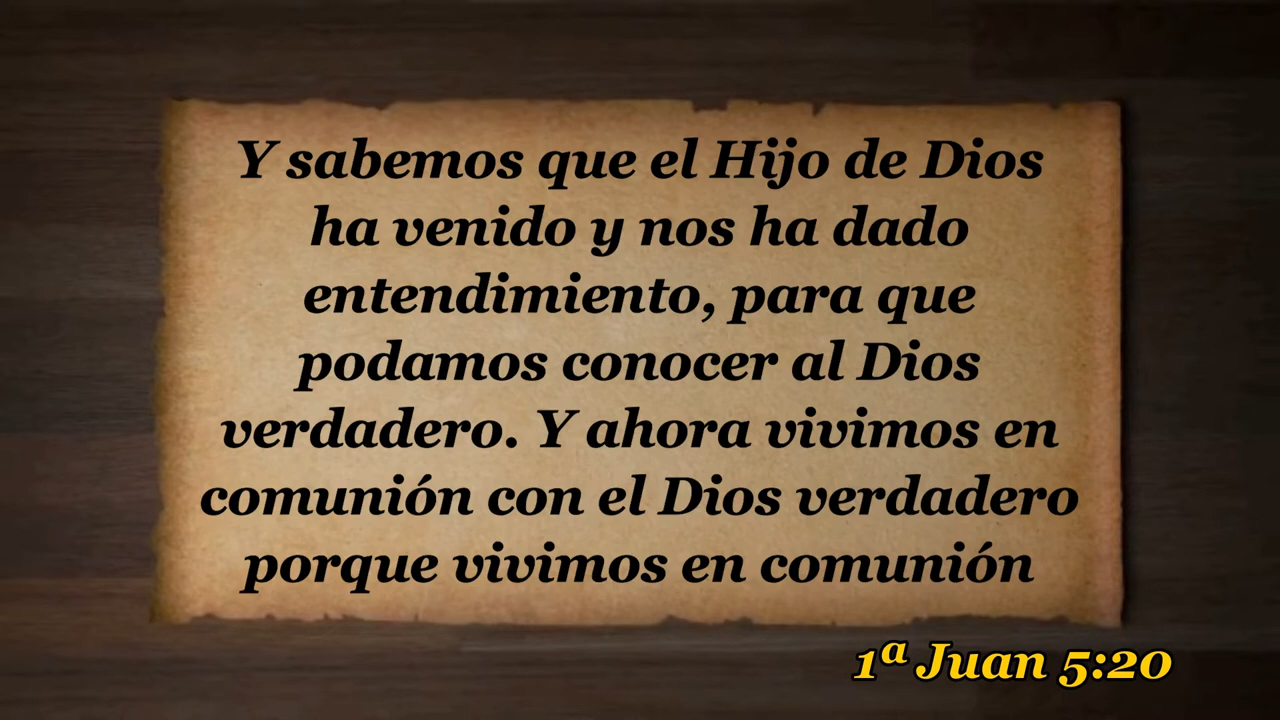 Y sabemos que el Hijo de Dios
ha venido y nos ha dado
entendimiento, para que
podamos conocer al Dios
verdadero. Y ahora vivimos en
comunión con el Dios verdadero
porque vivimos en comunión
1ª Juan 5:20